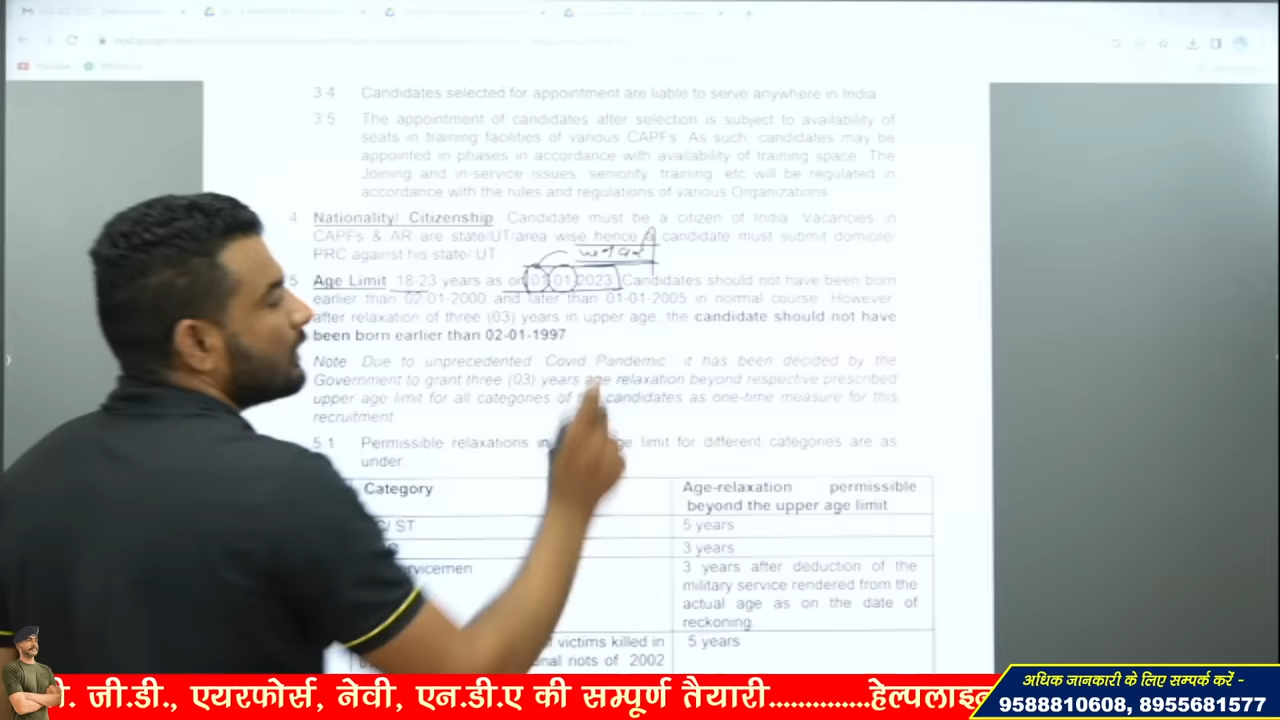 3.4 Candidates selected for appointment are liable to serve anywhere in India
3.5 The appointment of candidates after selection is subject to availability of
seats in training facilities of various CAPFs. As such, candidates may be
appointed in phases in accordance with availability of training space. The
Joining and in-service issues, seniority, training, etc will be regulated in
accordance with the rules and regulations of various Organizations
4 Nationality/ Citizenship Candidate must be a citizen of India. Vacancies in
CAPFs & AR are state/UT/area wise hence a candidate must submit domicile/
PRC against his state/ UT
5 Age Limit 18-23 years as on 01-01-2023 Candidates should not have been born
earlier than 02-01-2000 and later than 01-01-2005 in normal course. However
after relaxation of three (03) years in upper age, the candidate should not have
been born earlier than 02-01-1997
Note Due to unprecedented 'Covid Pandemic', it has been decided by the
Government to grant three (03) years age relaxation beyond respective prescribed
upper age limit for all categories of candidates as one-time measure for this
recruitment
5.1 Permissible relaxations limit for different categories are as
under
Category
Age-relaxation permissible
beyond the upper age limit
ST
5 years
3 years
3 years after deduction of the
military service rendered from the
actual age as on the date of
reckoning
victims killed in
riots of 2002
5 years
जी.डी., एयरफोर्स, नेवी, एन.डी.ए की सम्पूर्ण तैयारी..............हेल्पलाइन
अधिक जानकारी के लिए सम्पर्क करें -
9588810608, 8955681577